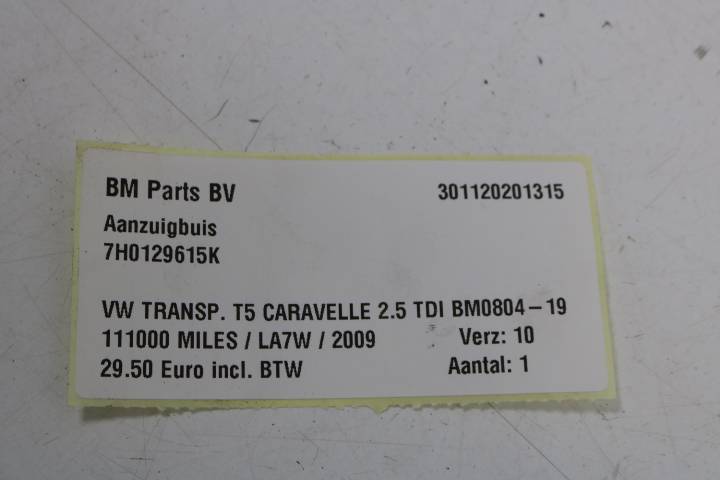 BM Parts BV 301120201315
Aanzuigbuis
7H0129615K
VW TRANSP. T5 CARAVELLE 2.5 TDI BM0804-19
111000 MILES / LA7W / 2009 Verz: 10
29.50 Euro incl. BTW Aantal: 1